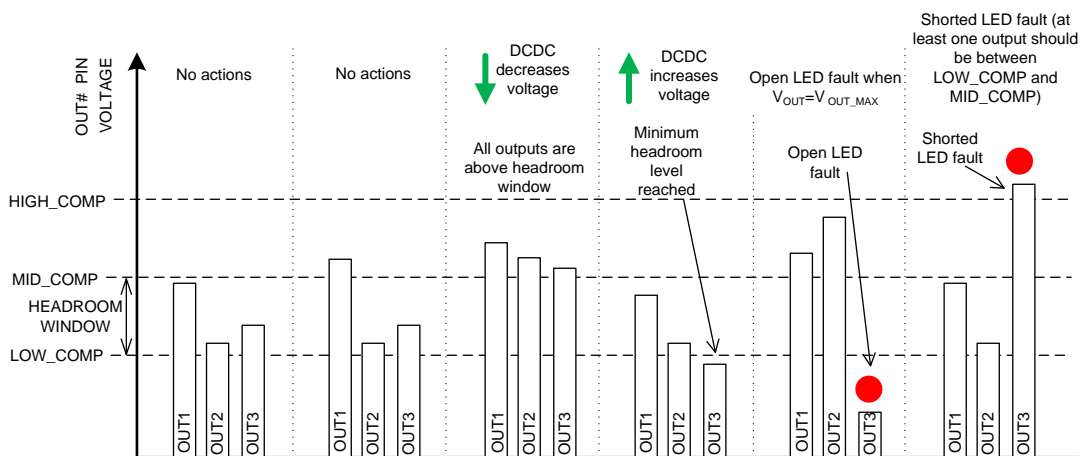 OUT# PIN
VOLTAGE
No actions
No actions
DCDC
decreases
voltage
All outputs are
above headroom
window
DCDC
increases
voltage
Minimum
headroom
level
reached
Open LED fault when
VOUT=VOUT_MAX
Open LED
fault
Shorted LED fault (at
least one output should
be between
LOW_COMP and
MID_COMP)
Shorted
LED fault
HIGH_COMP
MID_COMP
HEADROOM
WINDOW
LOW_COMP
OUT1
OUT2
OUT3
OUT1
OUT2
OUT3
OUT1
OUT2
OUT3
OUT1
OUT2
OUT3
OUT1
OUT2
OUT3
OUT1
OUT2
OUT3